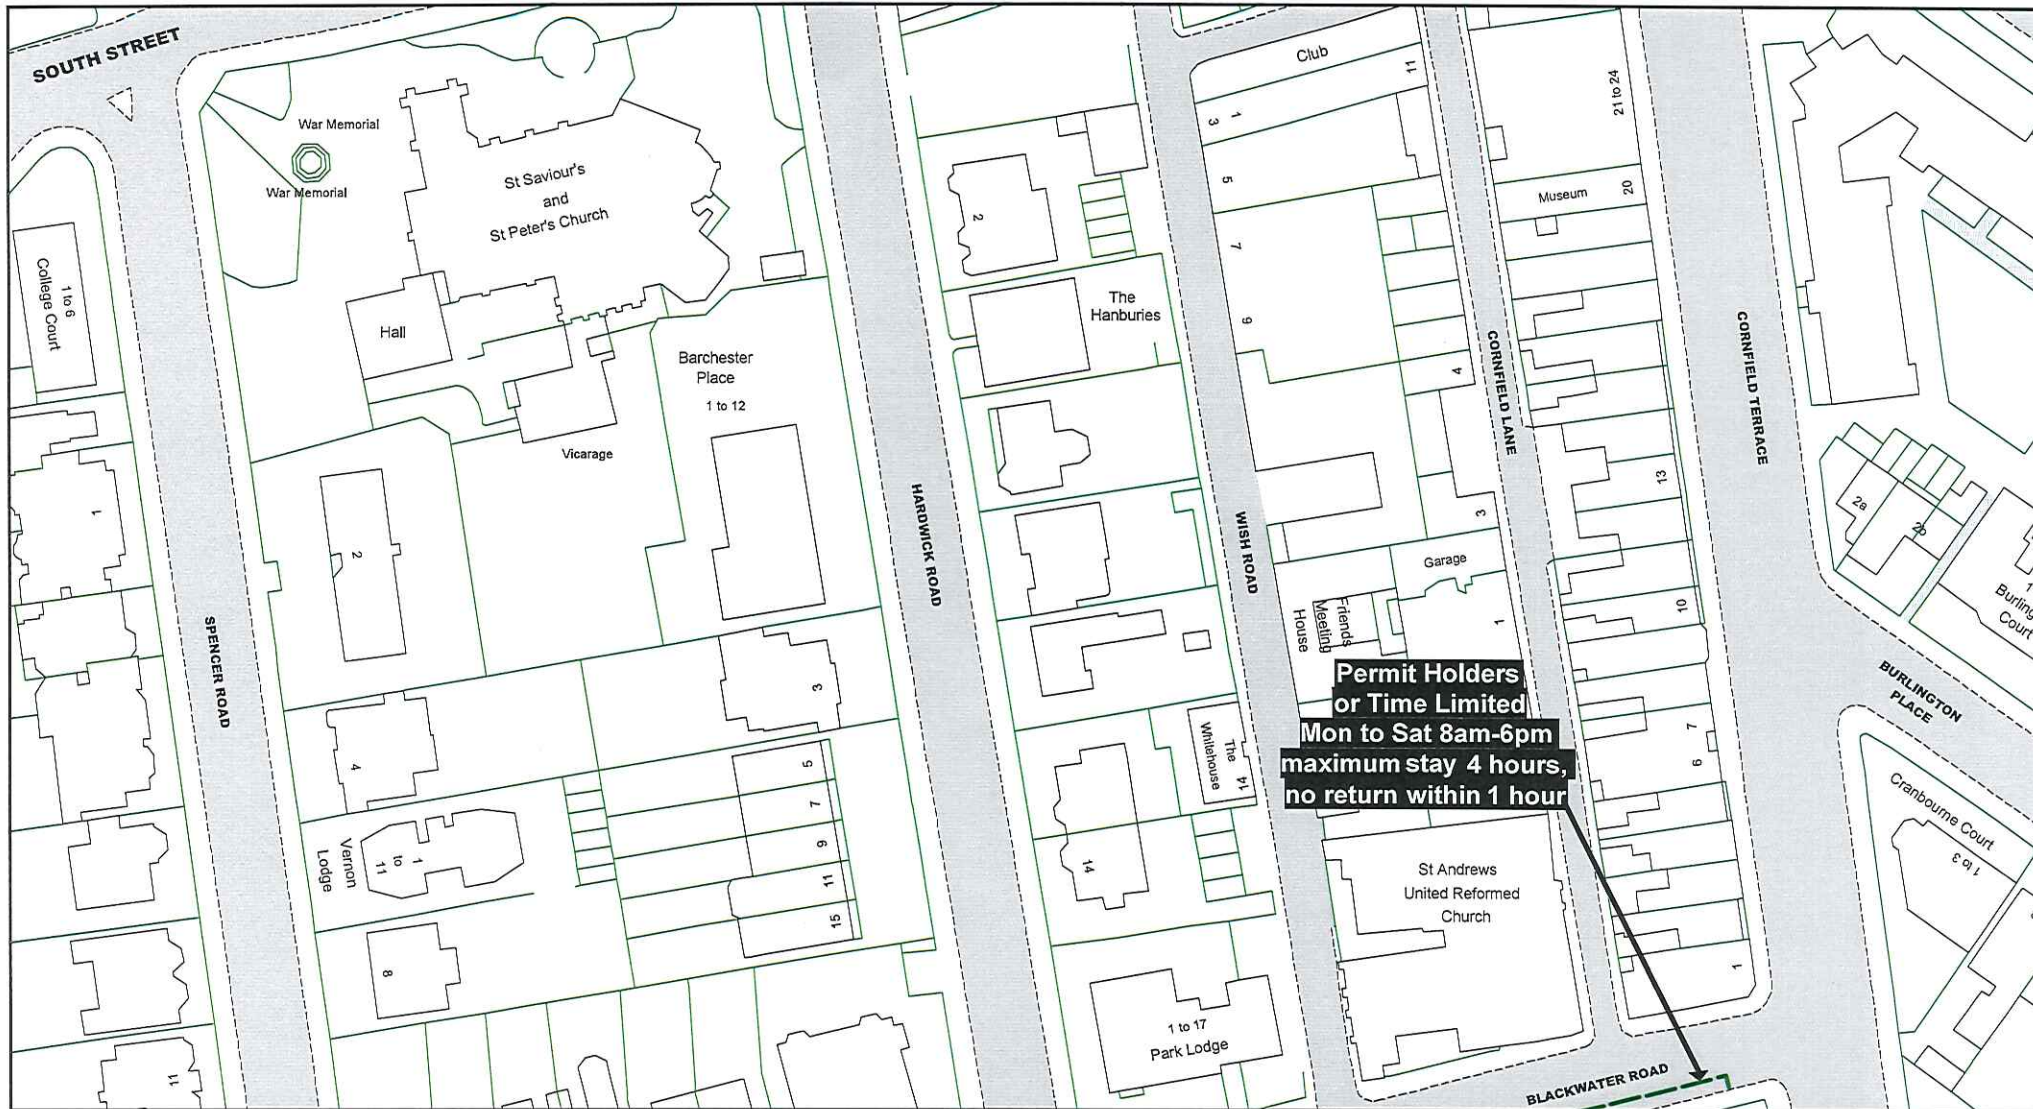 SOUTH STREET
War Memorial
War Memorial
St Saviour's
and
St Peter's Church
1 to 6
College Court
Hall
Barchester
Place
1 to 12
Vicarage
1
2
SPENCER ROAD
4
3
Vernon
Lodge
1
to
11
5
7
9
11
15
8
11
HARDWICK ROAD
2
The
Hanburies
WISH ROAD
The
Whitehouse
14
14
1 to 17
Park Lodge
Club
11
1
3
5
7
9
4
3
Garage
Friends
Meeting
House
1
CORNFIELD LANE
21 to 24
Museum
20
13
10
7
6
1
CORNFIELD TERRACE
2a
2b
1
Burling
Court
BURLINGTON
PLACE
Cranbourne Court
1 to 3
Permit Holders
or Time Limited
Mon to Sat 8am-6pm
maximum stay 4 hours,
no return within 1 hour
St Andrews
United Reformed
Church
BLACKWATER ROAD